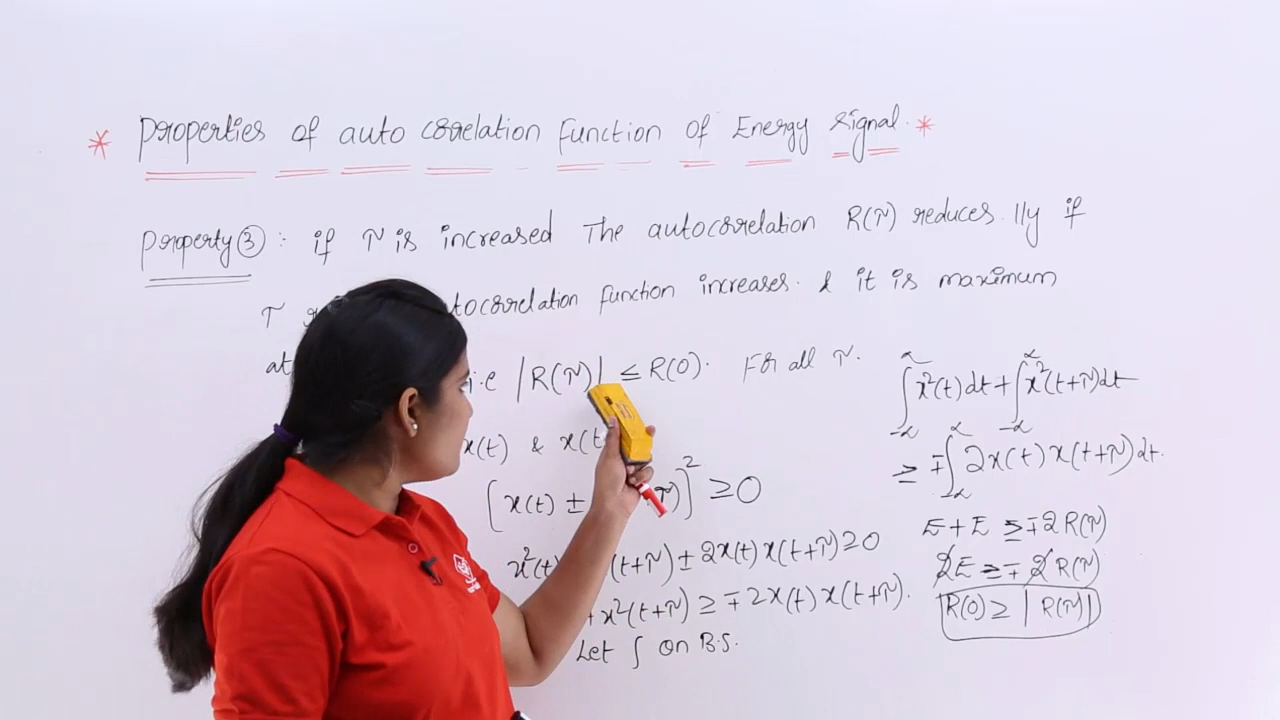 * Properties of auto correlation function of Energy signal. *
Property ③ : if τ is increased The autocorrelation R(τ) reduces. lly if
τ autocorrelation function increases. & it is maximum
at i.e |R(τ)| ≤ R(0). For all τ.
x(t) & x(t
[x(t) ± τ)]² ≥ 0
x²(t) (t+τ) ± 2x(t) x(t+τ) ≥ 0
+ x²(t+τ) ≥ ∓ 2x(t) x(t+τ).
Let ∫ on B.S.
∫_{-∞}^{∞} x²(t) dt + ∫_{-∞}^{∞} x²(t+τ) dt
≥ ∓ ∫_{-∞}^{∞} 2x(t) x(t+τ) dt.
E + E ≥ ∓ 2 R(τ)
2E ≥ ∓ 2 R(τ)
R(0) ≥ | R(τ) |